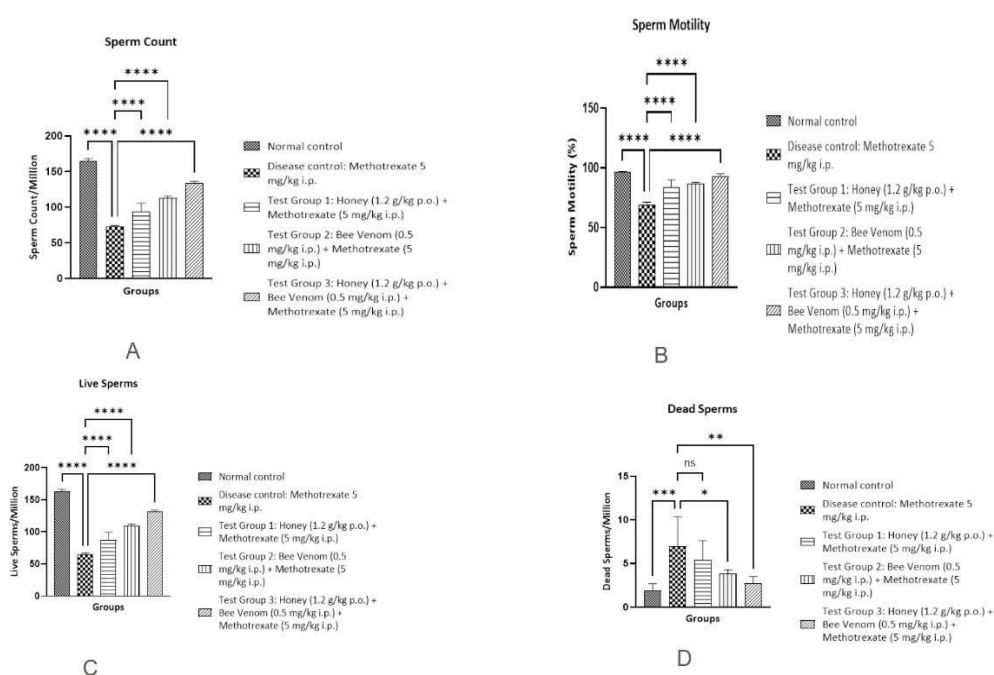 Sperm Count
****
****
****
****
Sperm Count/Million
200
150
100
50
0
Groups
Normal control
Disease control: Methotrexate 5
mg/kg i.p.
Test Group 1: Honey (1.2 g/kg p.o.) +
Methotrexate (5 mg/kg i.p.)
Test Group 2: Bee Venom (0.5
mg/kg i.p.) + Methotrexate (5
mg/kg i.p.)
Test Group 3: Honey (1.2 g/kg p.o.) +
Bee Venom (0.5 mg/kg i.p.) +
Methotrexate (5 mg/kg i.p.)
A
Sperm Motility
****
****
****
****
Sperm Motility (%)
150
100
50
0
Groups
Normal control
Disease control: Methotrexate 5
mg/kg i.p.
Test Group 1: Honey (1.2 g/kg p.o.) +
Methotrexate (5 mg/kg i.p.)
Test Group 2: Bee Venom (0.5
mg/kg i.p.) + Methotrexate (5
mg/kg i.p.)
Test Group 3: Honey (1.2 g/kg p.o.) +
Bee Venom (0.5 mg/kg i.p.) +
Methotrexate (5 mg/kg i.p.)
B
Live Sperms
****
****
****
****
Live Sperms/Million
200
150
100
50
0
Groups
Normal control
Disease control: Methotrexate 5
mg/kg i.p.
Test Group 1: Honey (1.2 g/kg p.o.) +
Methotrexate (5 mg/kg i.p.)
Test Group 2: Bee Venom (0.5
mg/kg i.p.) + Methotrexate (5
mg/kg i.p.)
Test Group 3: Honey (1.2 g/kg p.o.) +
Bee Venom (0.5 mg/kg i.p.) +
Methotrexate (5 mg/kg i.p.)
C
Dead Sperms
**
ns
***
*
Dead Sperms/Million
15
10
5
0
Groups
Normal control
Disease control: Methotrexate 5
mg/kg i.p.
Test Group 1: Honey (1.2 g/kg p.o.) +
Methotrexate (5 mg/kg i.p.)
Test Group 2: Bee Venom (0.5
mg/kg i.p.) + Methotrexate (5
mg/kg i.p.)
Test Group 3: Honey (1.2 g/kg p.o.) +
Bee Venom (0.5 mg/kg i.p.) +
Methotrexate (5 mg/kg i.p.)
D